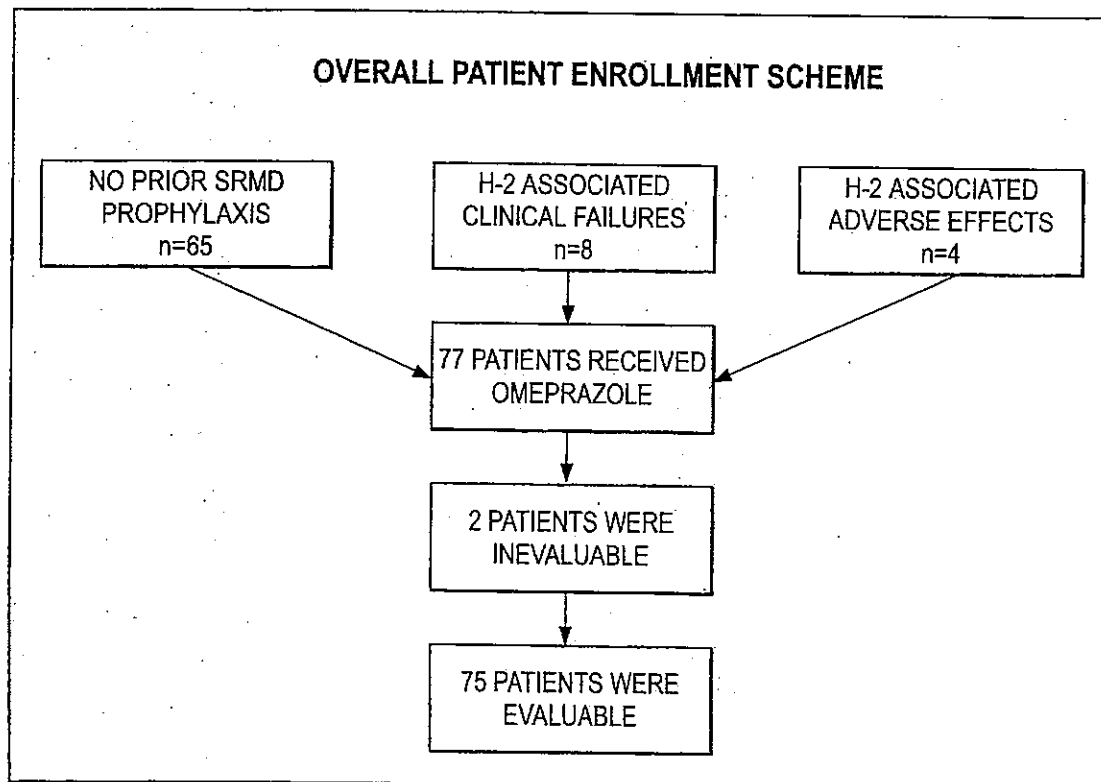 OVERALL PATIENT ENROLLMENT SCHEME
NO PRIOR SRMD
PROPHYLAXIS
n=65
H-2 ASSOCIATED
CLINICAL FAILURES
n=8
H-2 ASSOCIATED
ADVERSE EFFECTS
n=4
77 PATIENTS RECEIVED
OMEPRAZOLE
2 PATIENTS WERE
INEVALUABLE
75 PATIENTS WERE
EVALUABLE